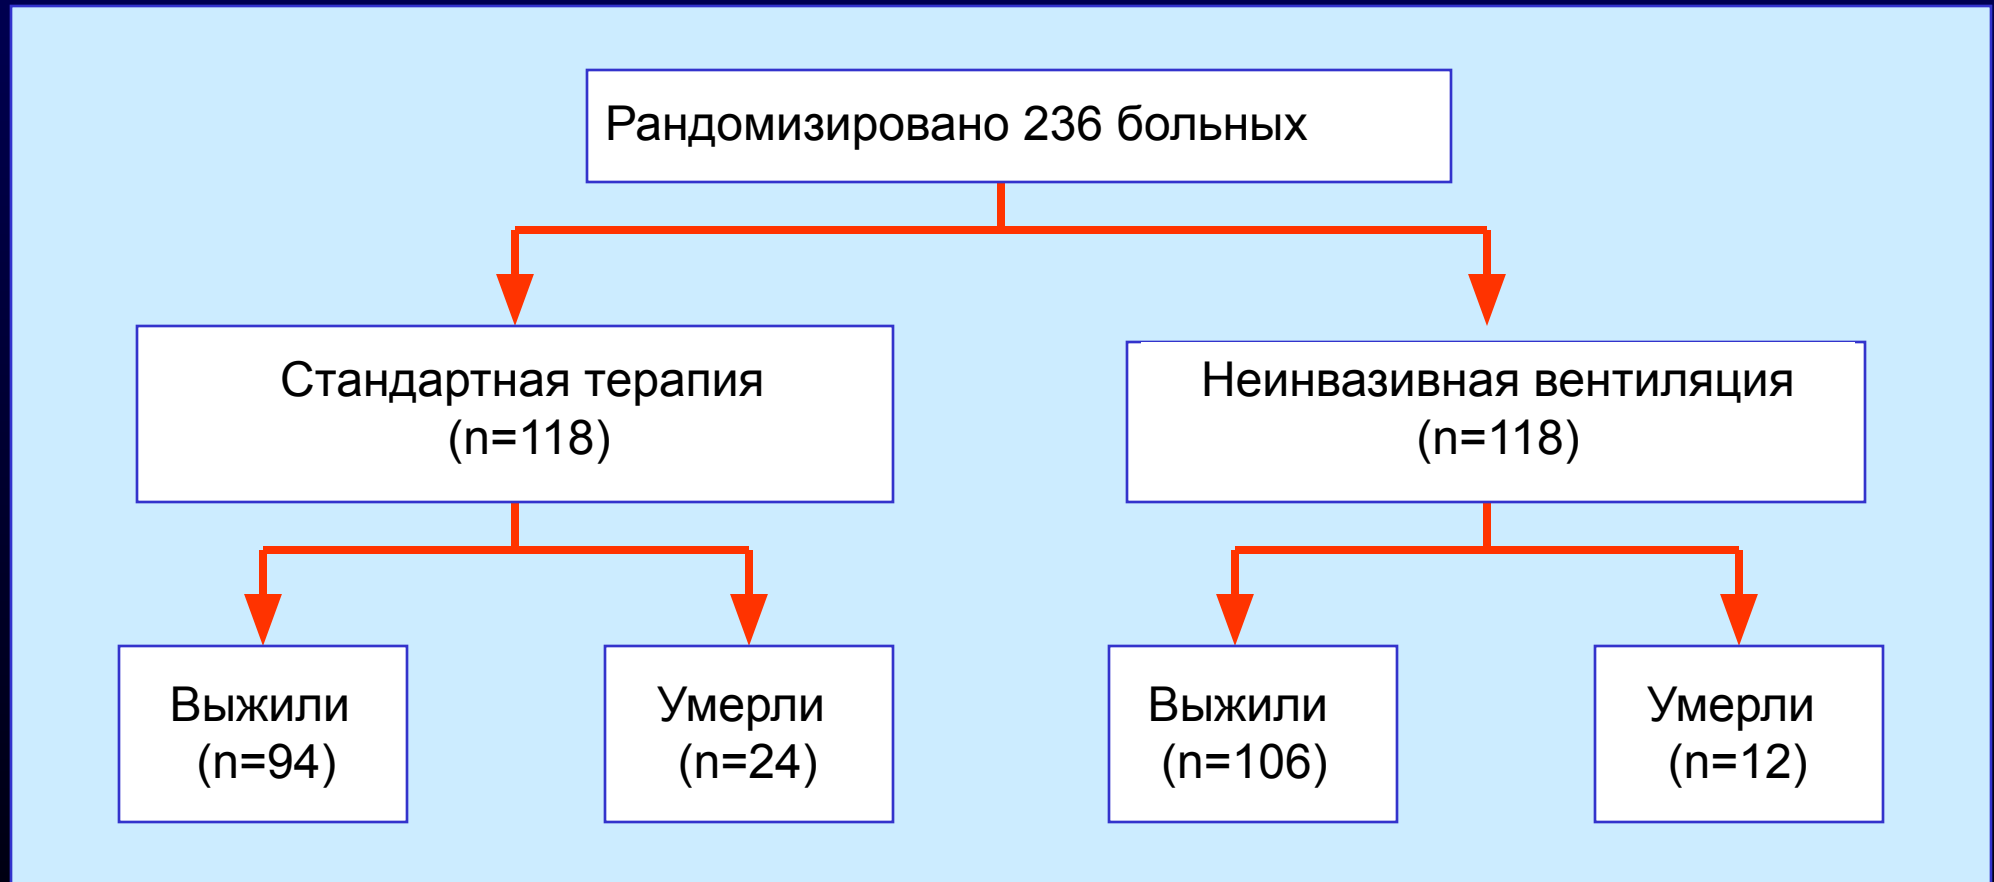 Рандомизировано 236 больных
Стандартная терапия
(n=118)
Неинвазивная вентиляция
(n=118)
Выжили
(n=94)
Умерли
(n=24)
Выжили
(n=106)
Умерли
(n=12)